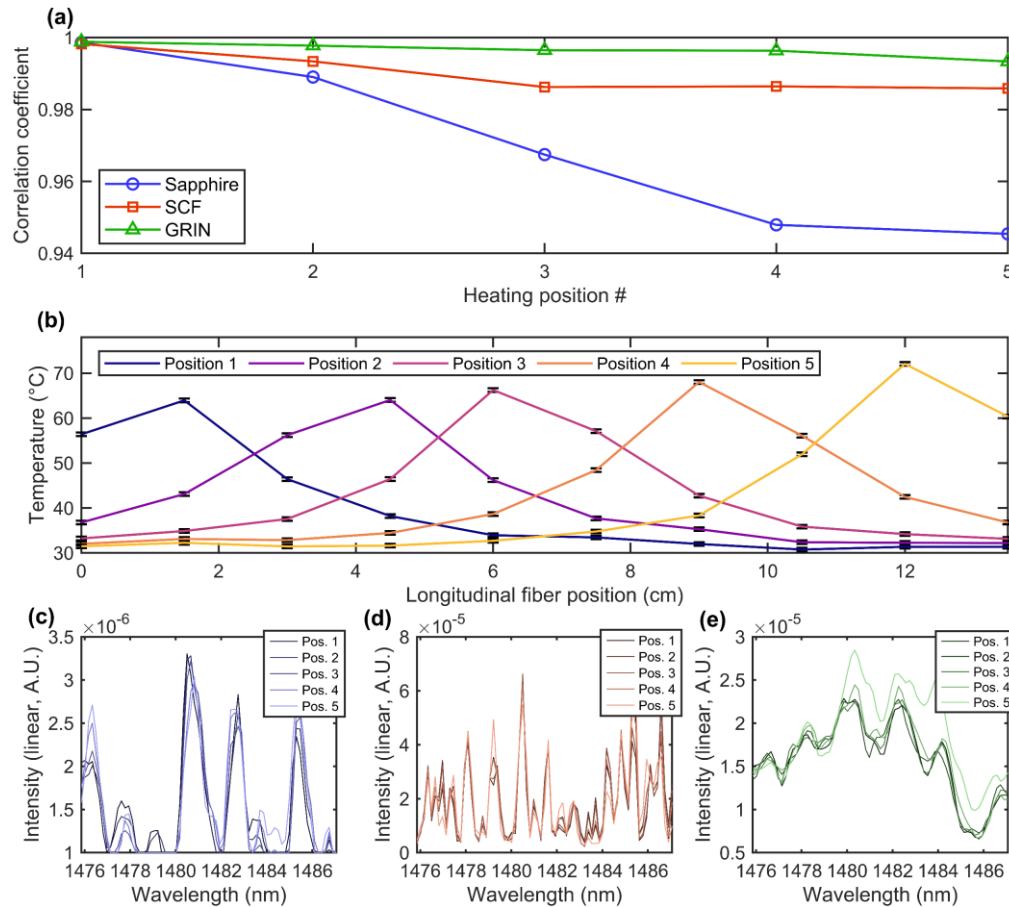 (a)
1
0.98
0.96
0.94
Correlation coefficient
Sapphire
SCF
GRIN
1 2 3 4 5
Heating position #
(b)
Position 1 Position 2 Position 3 Position 4 Position 5
70
60
50
40
30
Temperature (°C)
0 2 4 6 8 10 12
Longitudinal fiber position (cm)
(c)
×10-6
3.5
3
2.5
2
1.5
1
Intensity (linear, A.U.)
Pos. 1
Pos. 2
Pos. 3
Pos. 4
Pos. 5
1476 1478 1480 1482 1484 1486
Wavelength (nm)
(d)
×10-5
8
6
4
2
0
Intensity (linear, A.U.)
Pos. 1
Pos. 2
Pos. 3
Pos. 4
Pos. 5
1476 1478 1480 1482 1484 1486
Wavelength (nm)
(e)
×10-5
3
2.5
2
1.5
1
0.5
Intensity (linear, A.U.)
Pos. 1
Pos. 2
Pos. 3
Pos. 4
Pos. 5
1476 1478 1480 1482 1484 1486
Wavelength (nm)